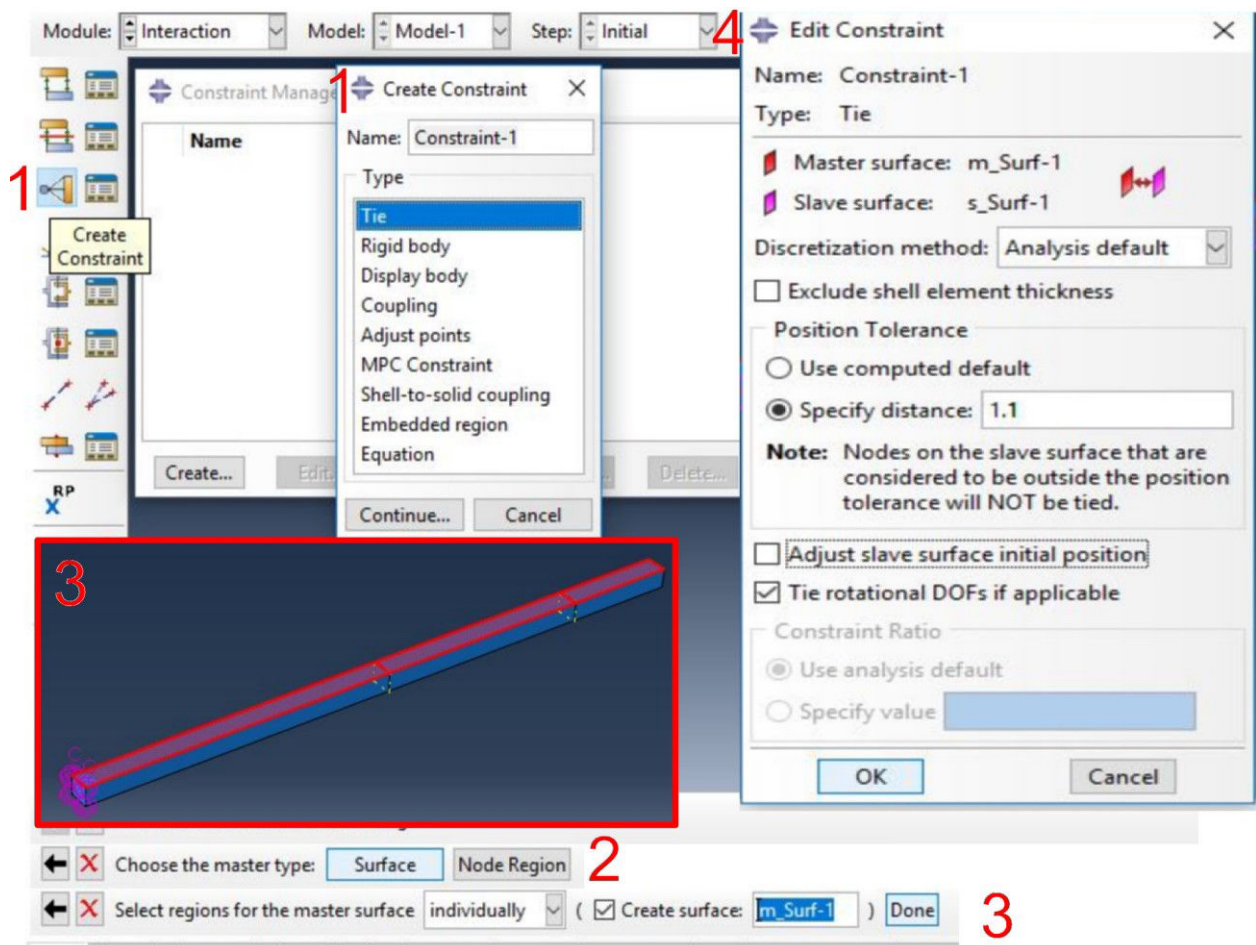 Module: Interaction Model: Model-1 Step: Initial
4
Edit Constraint
Name: Constraint-1
Type: Tie
Master surface: m_Surf-1
Slave surface: s_Surf-1
Discretization method: Analysis default
Exclude shell element thickness
Position Tolerance
Use computed default
Specify distance: 1.1
Note: Nodes on the slave surface that are
considered to be outside the position
tolerance will NOT be tied.
Adjust slave surface initial position
Tie rotational DOFs if applicable
Constraint Ratio
Use analysis default
Specify value
OK Cancel
Constraint
Name
1
Create Constraint
Name: Constraint-1
Type
Tie
Rigid body
Display body
Coupling
Adjust points
MPC Constraint
Shell-to-solid coupling
Embedded region
Equation
Continue... Cancel
1
Create
Constraint
Create... Delete...
RP
X
3
Choose the master type: Surface Node Region
2
Select regions for the master surface individually ( Create surface: m_Surf-1 ) Done
3